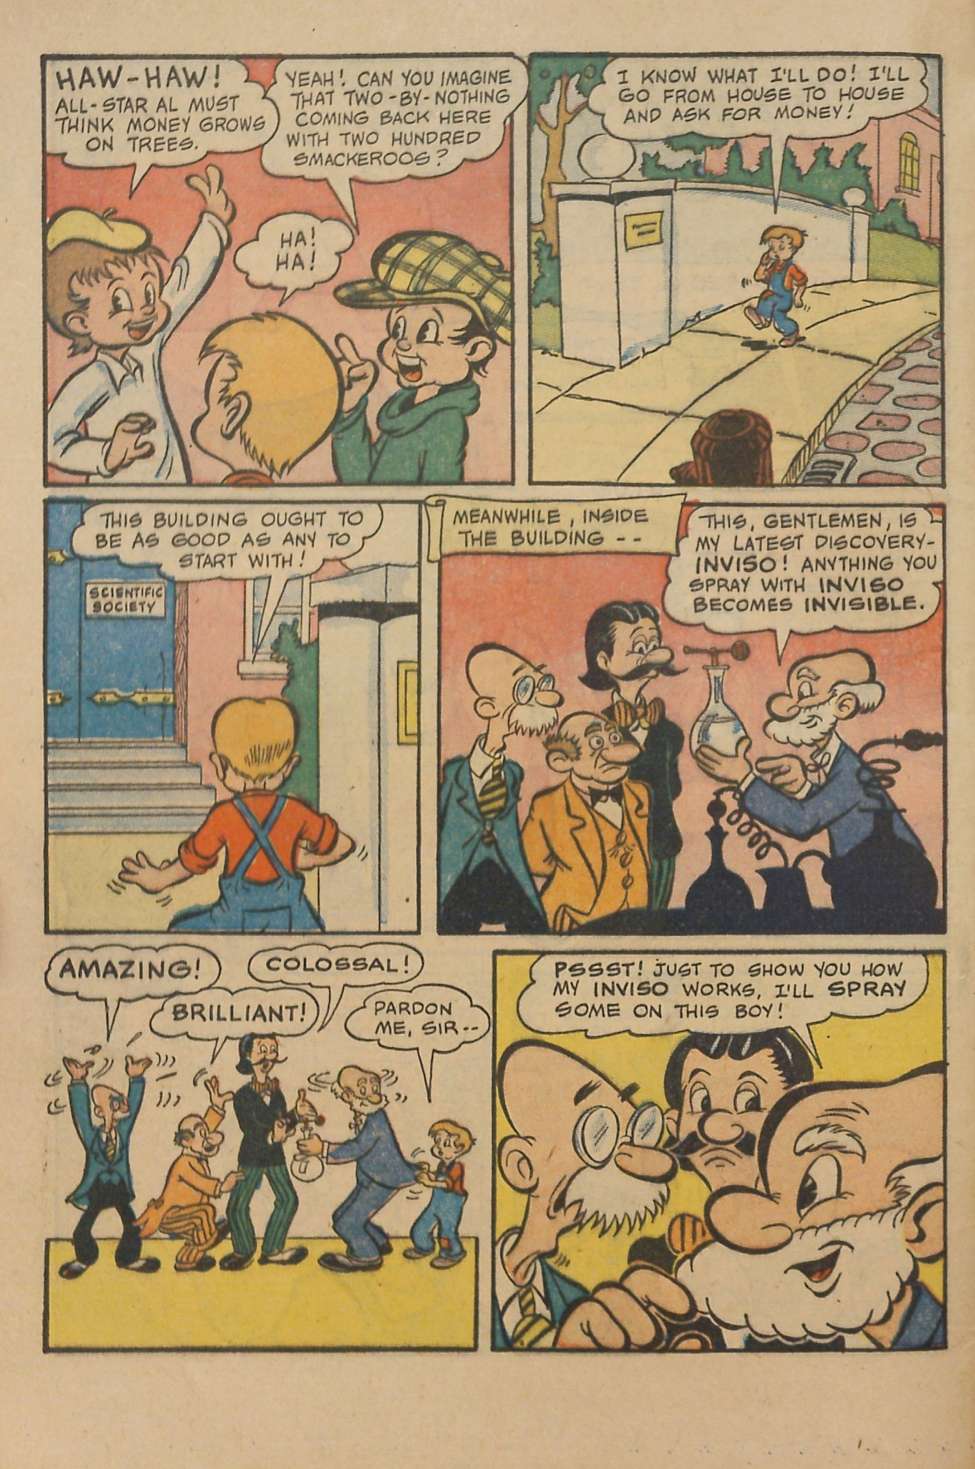 HAW-HAW!
ALL-STAR AL MUST
THINK MONEY GROWS
ON TREES.
YEAH! CAN YOU IMAGINE
THAT TWO-BY-NOTHING
COMING BACK HERE
WITH TWO HUNDRED
SMACKEROOS?
HA!
HA!
I KNOW WHAT I'LL DO! I'LL
GO FROM HOUSE TO HOUSE
AND ASK FOR MONEY!
THIS BUILDING OUGHT TO
BE AS GOOD AS ANY TO
START WITH!
SCIENTIFIC
SOCIETY
MEANWHILE, INSIDE
THE BUILDING --
THIS, GENTLEMEN, IS
MY LATEST DISCOVERY-
INVISO! ANYTHING YOU
SPRAY WITH INVISO
BECOMES INVISIBLE.
AMAZING!
BRILLIANT!
COLOSSAL!
PARDON
ME, SIR--
PSSST! JUST TO SHOW YOU HOW
MY INVISO WORKS, I'LL SPRAY
SOME ON THIS BOY!